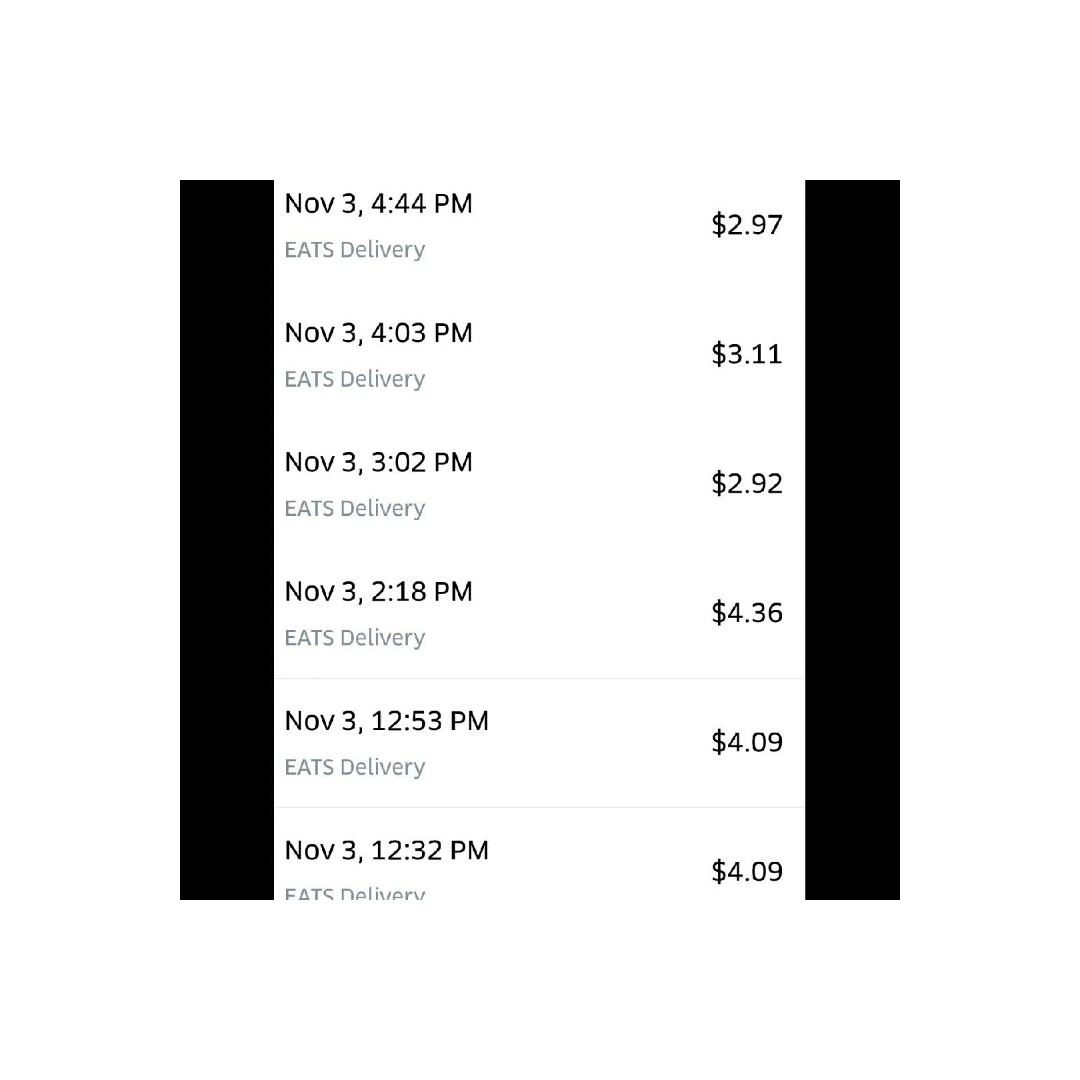 Nov 3, 4:44 PM
$2.97
EATS Delivery
Nov 3, 4:03 PM
$3.11
EATS Delivery
Nov 3, 3:02 PM
$2.92
EATS Delivery
Nov 3, 2:18 PM
$4.36
EATS Delivery
Nov 3, 12:53 PM
$4.09
EATS Delivery
Nov 3, 12:32 PM
$4.09
EATS Delivery